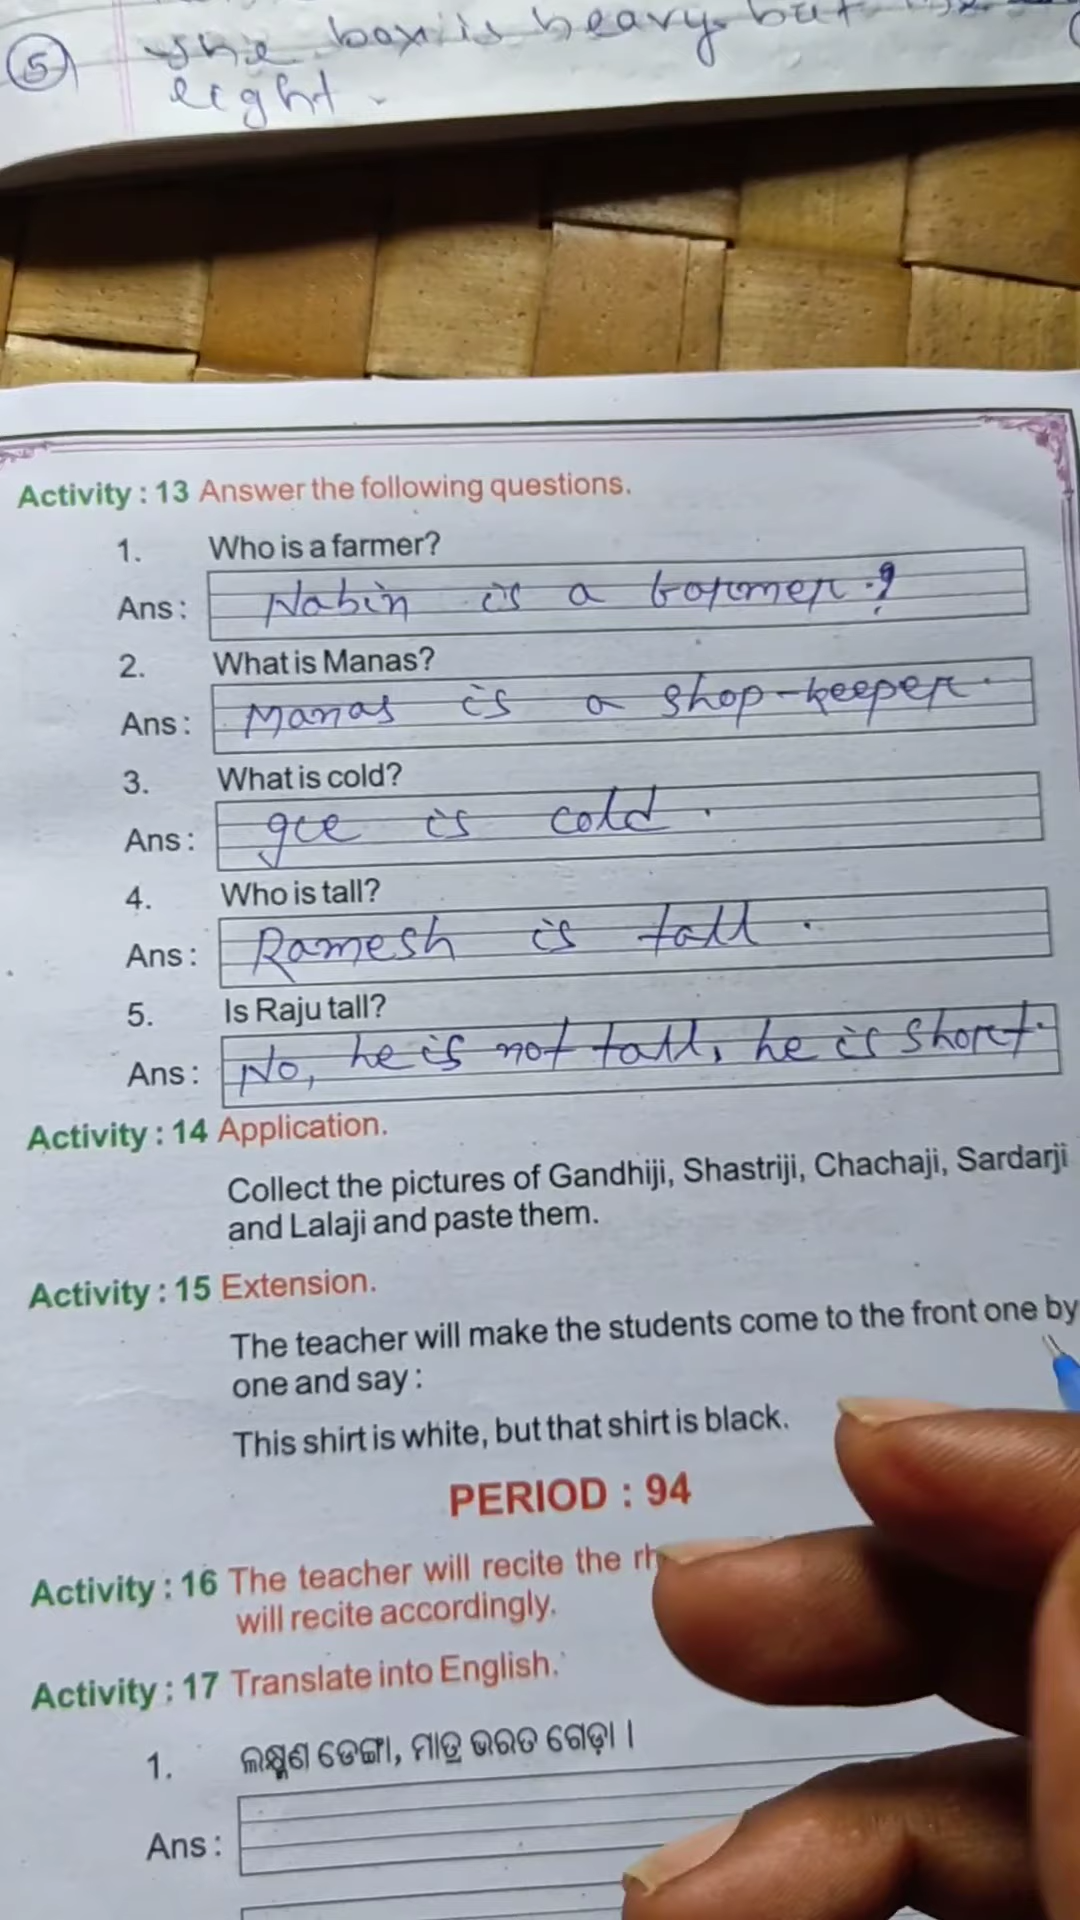 5 The box is heavy, but
light.
Activity : 13 Answer the following questions.
1. Who is a farmer?
Ans : Nabin is a farmer.?
2. What is Manas?
Ans : Manas is a shop-keeper.
3. What is cold?
Ans : Ice is cold.
4. Who is tall?
Ans : Ramesh is tall.
5. Is Raju tall?
Ans : No, he is not tall, he is short.
Activity : 14 Application.
Collect the pictures of Gandhiji, Shastriji, Chachaji, Sardarji
and Lalaji and paste them.
Activity : 15 Extension.
The teacher will make the students come to the front one by
one and say :
This shirt is white, but that shirt is black.
PERIOD : 94
Activity : 16 The teacher will recite the
will recite accordingly.
Activity : 17 Translate into English.
1. ଲକ୍ଷ୍ମଣ ଡେଙ୍ଗା, ମାତ୍ର ଭରତ ଗେଡ଼ା ।
Ans :